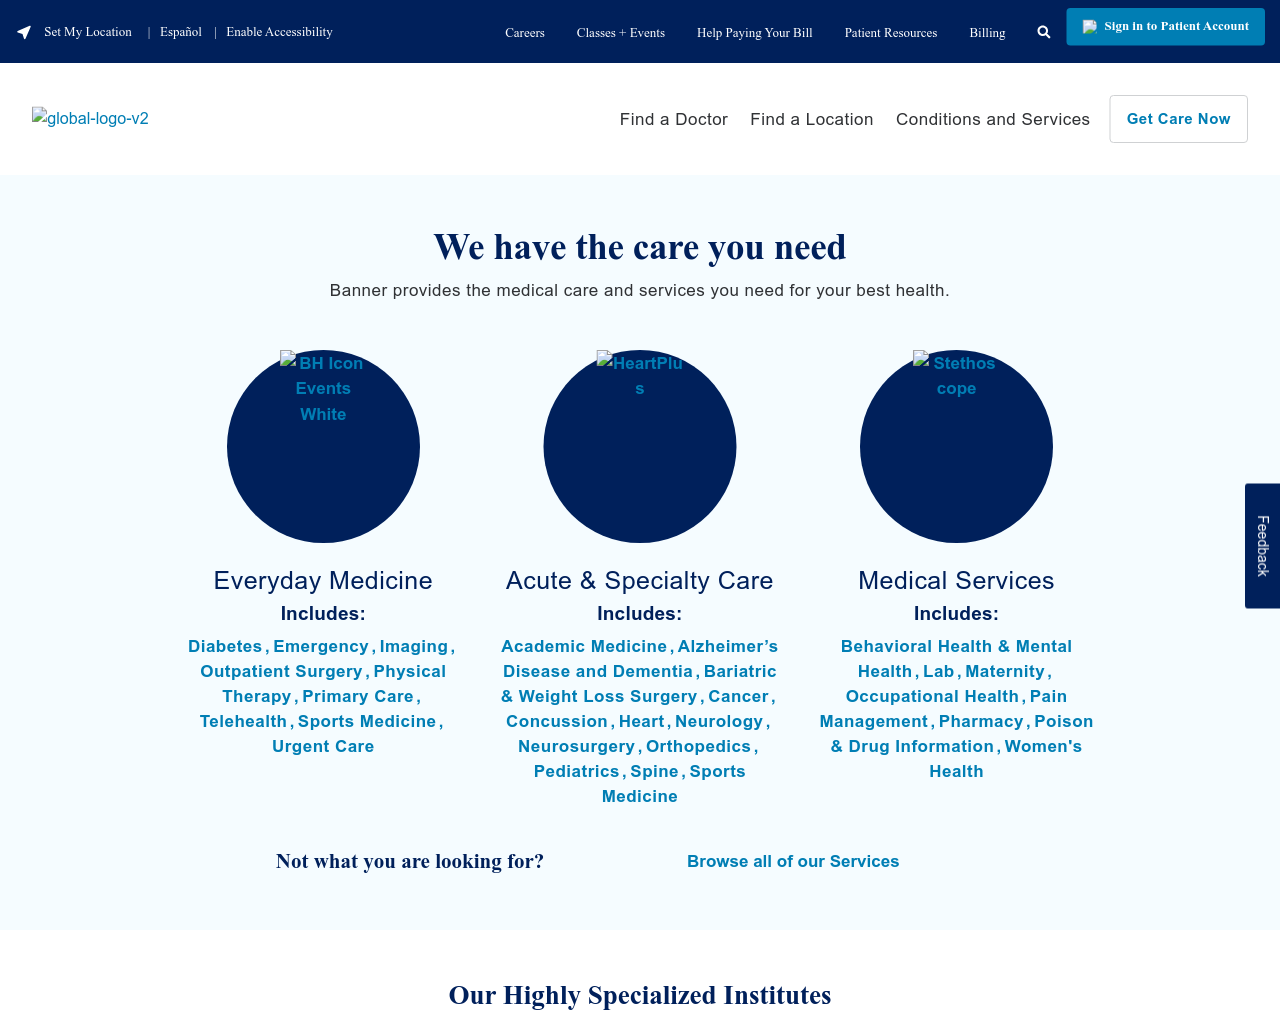 Set My Location | Español | Enable Accessibility
Careers Classes + Events Help Paying Your Bill Patient Resources Billing Sign in to Patient Account
global-logo-v2 Find a Doctor Find a Location Conditions and Services Get Care Now
We have the care you need
Banner provides the medical care and services you need for your best health.
BH Icon
Events
White
HeartPlu
s
Stethos
cope
Feedback
Everyday Medicine
Includes:
Diabetes , Emergency , Imaging ,
Outpatient Surgery , Physical
Therapy , Primary Care ,
Telehealth , Sports Medicine ,
Urgent Care
Acute & Specialty Care
Includes:
Academic Medicine , Alzheimer’s
Disease and Dementia , Bariatric
& Weight Loss Surgery , Cancer ,
Concussion , Heart , Neurology ,
Neurosurgery , Orthopedics ,
Pediatrics , Spine , Sports
Medicine
Medical Services
Includes:
Behavioral Health & Mental
Health , Lab , Maternity ,
Occupational Health , Pain
Management , Pharmacy , Poison
& Drug Information , Women's
Health
Not what you are looking for? Browse all of our Services
Our Highly Specialized Institutes